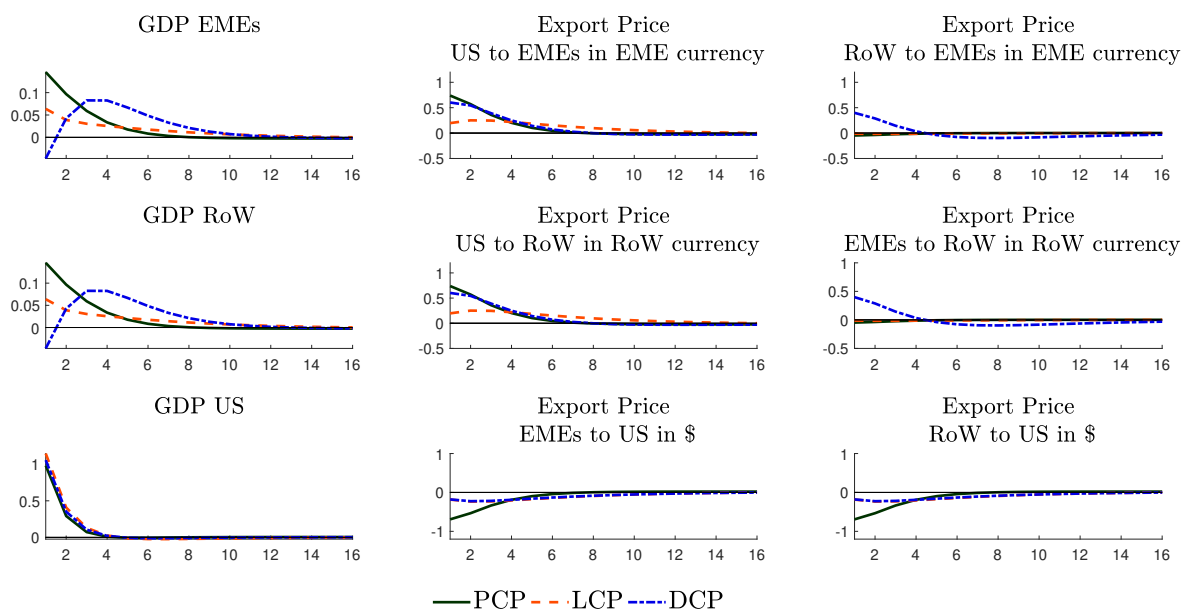 GDP EMEs
Export Price
US to EMEs in EME currency
Export Price
RoW to EMEs in EME currency
0.1
0.05
0
2 4 6 8 10 12 14 16
1
0.5
0
-0.5
2 4 6 8 10 12 14 16
1
0.5
0
-0.5
2 4 6 8 10 12 14 16
GDP RoW
Export Price
US to RoW in RoW currency
Export Price
EMEs to RoW in RoW currency
0.1
0.05
0
2 4 6 8 10 12 14 16
1
0.5
0
-0.5
2 4 6 8 10 12 14 16
1
0.5
0
-0.5
2 4 6 8 10 12 14 16
GDP US
Export Price
EMEs to US in $
Export Price
RoW to US in $
1
0.5
0
2 4 6 8 10 12 14 16
1
0
-1
2 4 6 8 10 12 14 16
1
0
-1
2 4 6 8 10 12 14 16
PCP LCP DCP